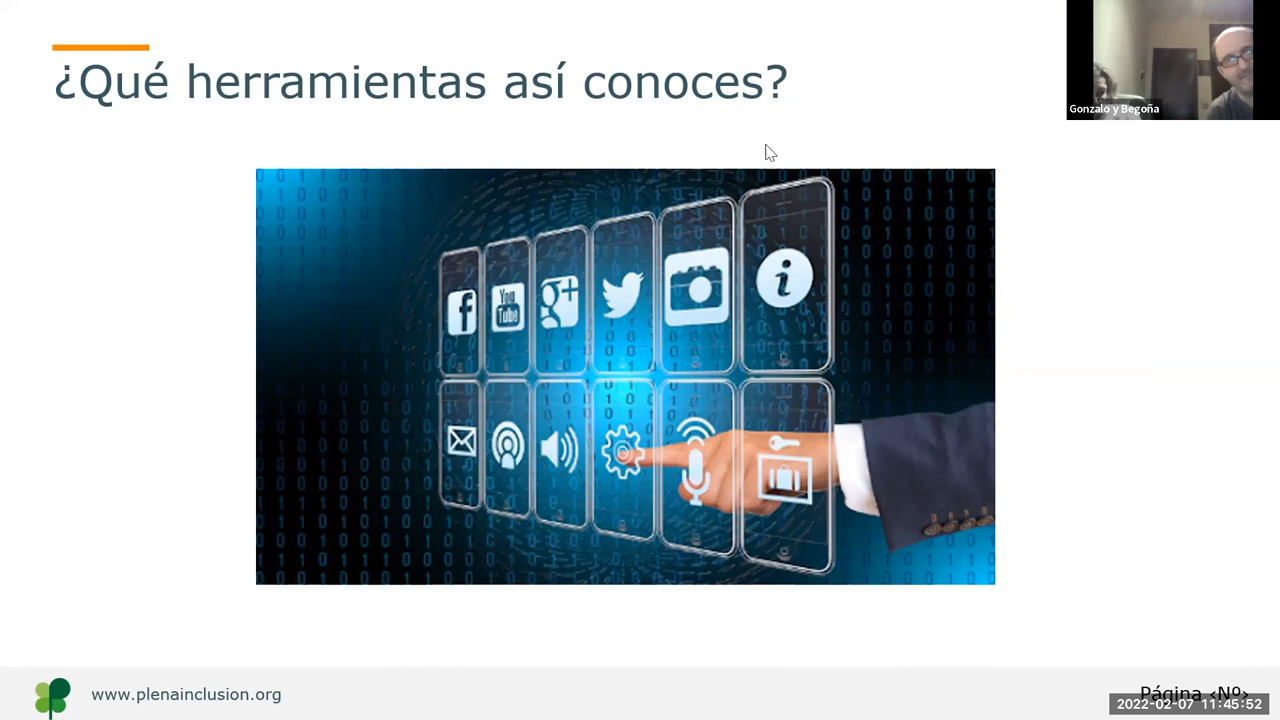 ¿Qué herramientas así conoces?
Gonzalo y Begoña
f
You
Tube
g+
i
www.plenainclusion.org
Página ‹Nº›
2022-02-07 11:45:52